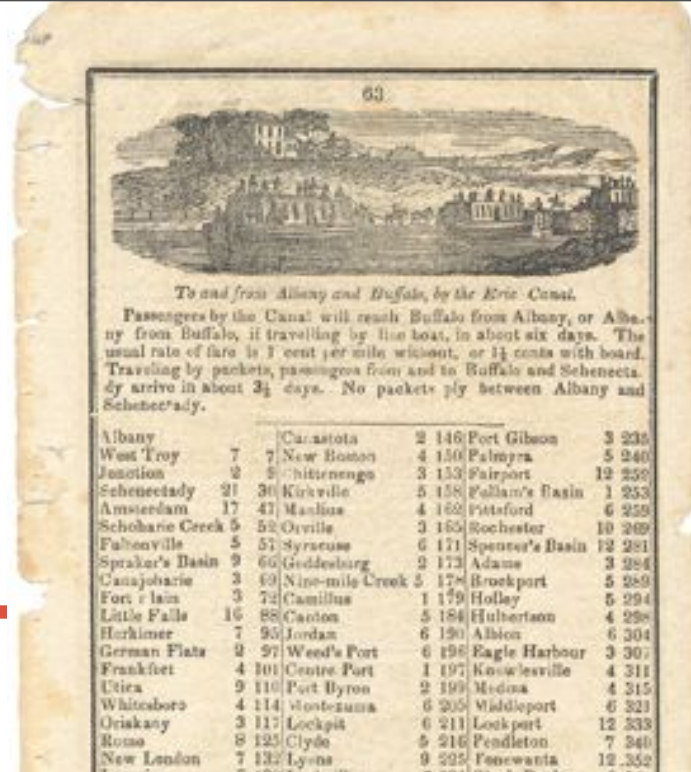 63
To and from Albany and Buffalo, by the Erie Canal.
Passengers by the Canal will reach Buffalo from Albany, or Alba-
ny from Buffalo, if travelling by line boat, in about six days. The
usual rate of fare is 1 cent per mile without, or 1½ cents with board.
Traveling by packets, passengers from and to Buffalo and Schenecta-
dy arrive in about 3½ days. No packets ply between Albany and
Schenectady.
Albany Canastota 2 146 Port Gibson 3 235
West Troy 7 7 New Boston 4 150 Palmyra 5 240
Junction 2 9 Chittenengo 3 153 Fairport 12 252
Schenectady 21 30 Kirkville 5 158 Fullam's Basin 1 253
Amsterdam 17 47 Manlius 4 162 Pittsford 6 259
Schoharie Creek 5 52 Orville 3 165 Rochester 10 269
Fultonville 5 57 Syracuse 6 171 Spencer's Basin 12 281
Spraker's Basin 9 66 Geddesburg 2 173 Adams 3 284
Canajoharie 3 69 Nine-mile Creek 5 178 Brockport 5 289
Fort Plain 3 72 Camillus 1 179 Holley 5 294
Little Falls 16 88 Canton 5 184 Hulbertson 4 298
Herkimer 7 95 Jordan 6 190 Albion 6 304
German Flats 2 97 Weed's Port 6 196 Eagle Harbour 3 307
Frankfort 4 101 Centre Port 1 197 Knowlesville 4 311
Utica 9 110 Port Byron 2 199 Medina 4 315
Whitesboro 4 114 Montezuma 6 205 Middleport 6 321
Oriskany 3 117 Lockpit 6 211 Lockport 12 333
Rome 8 125 Clyde 5 216 Pendleton 7 340
New London 7 132 Lyons 9 225 Tonewanta 12 352